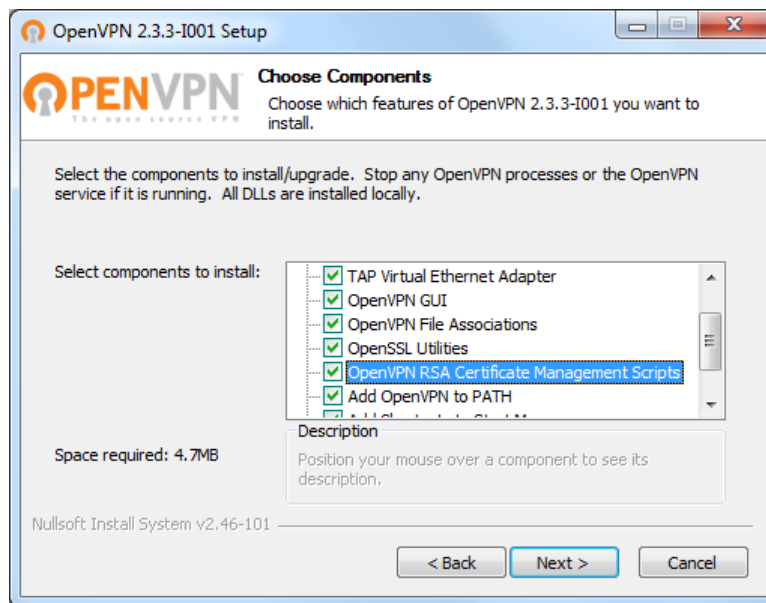 OpenVPN 2.3.3-I001 Setup
OPENVPN
The open source VPN
Choose Components
Choose which features of OpenVPN 2.3.3-I001 you want to
install.
Select the components to install/upgrade. Stop any OpenVPN processes or the OpenVPN
service if it is running. All DLLs are installed locally.
Select components to install:
TAP Virtual Ethernet Adapter
OpenVPN GUI
OpenVPN File Associations
OpenSSL Utilities
OpenVPN RSA Certificate Management Scripts
Add OpenVPN to PATH
Space required: 4.7MB
Description
Position your mouse over a component to see its
description.
Nullsoft Install System v2.46-101
< Back
Next >
Cancel